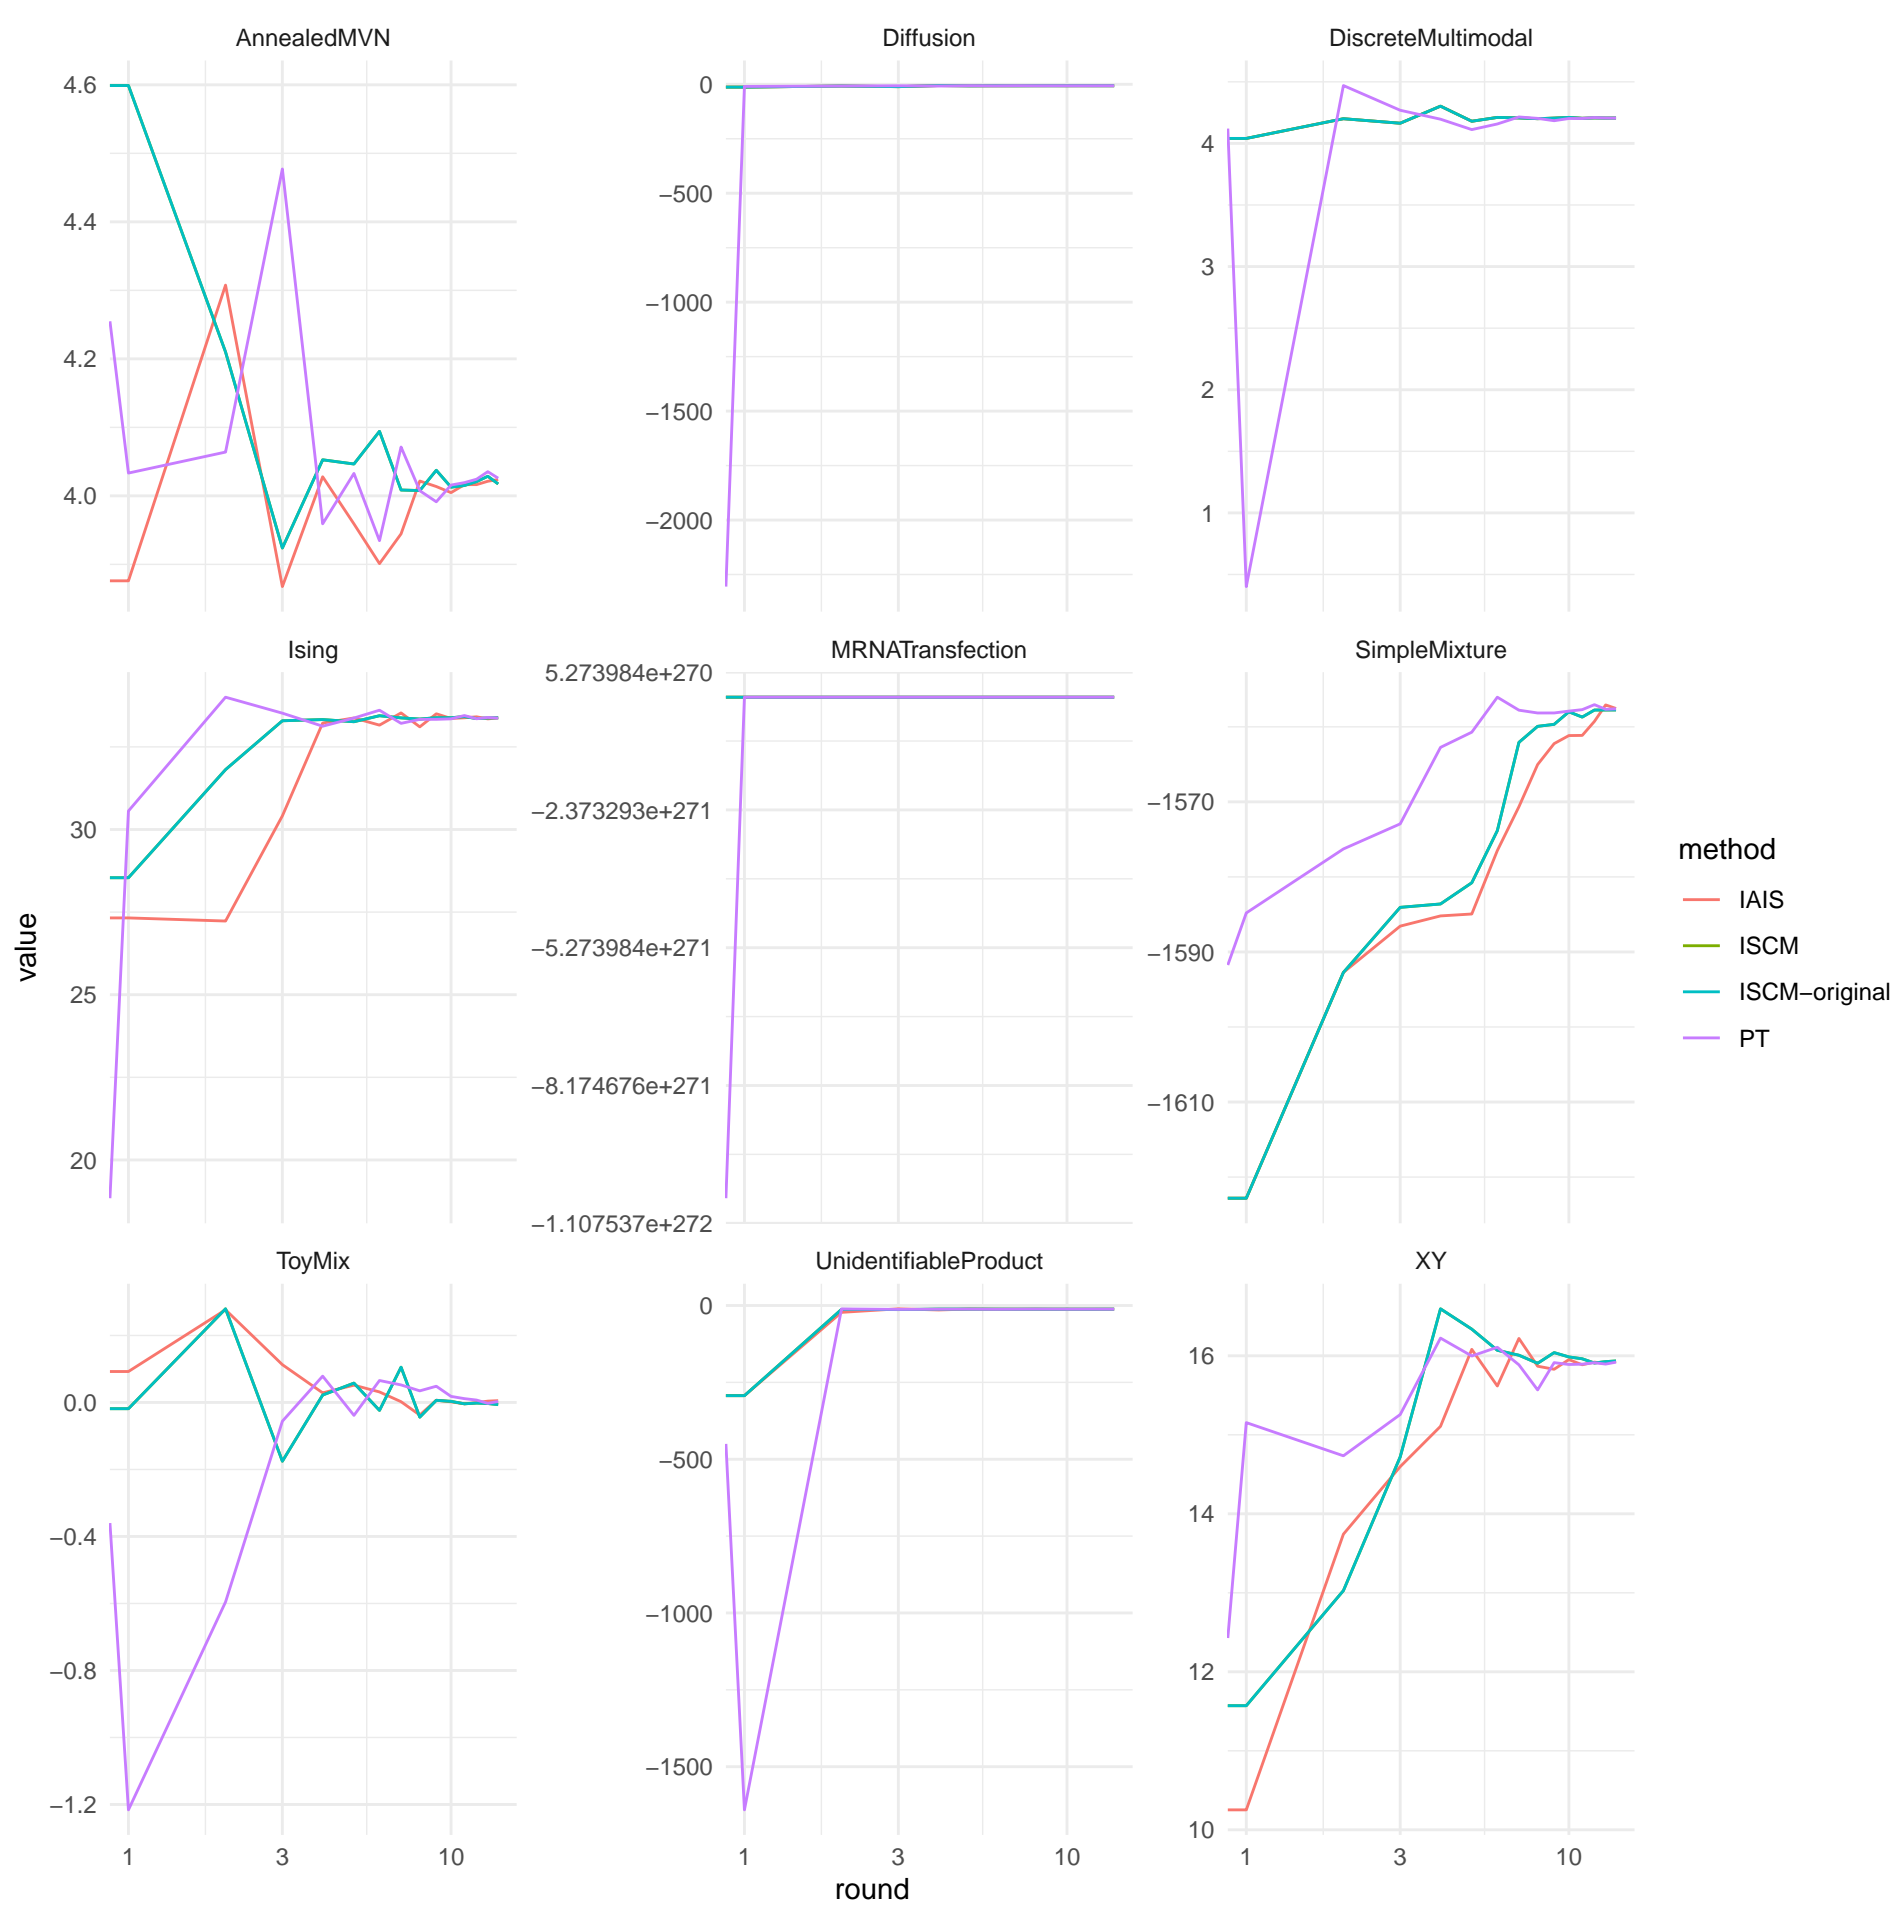 AnnealedMVN
Diffusion
DiscreteMultimodal
4.6
4.4
4.2
4.0
0
−500
−1000
−1500
−2000
4
3
2
1
Ising
MRNATransfection
SimpleMixture
30
25
20
5.273984e+270
−2.373293e+271
−5.273984e+271
−8.174676e+271
−1.107537e+272
−1570
−1590
−1610
ToyMix
UnidentifiableProduct
XY
0.0
−0.4
−0.8
−1.2
0
−500
−1000
−1500
16
14
12
10
1 3 10
1 3 10
1 3 10
round
value
method
IAIS
ISCM
ISCM−original
PT